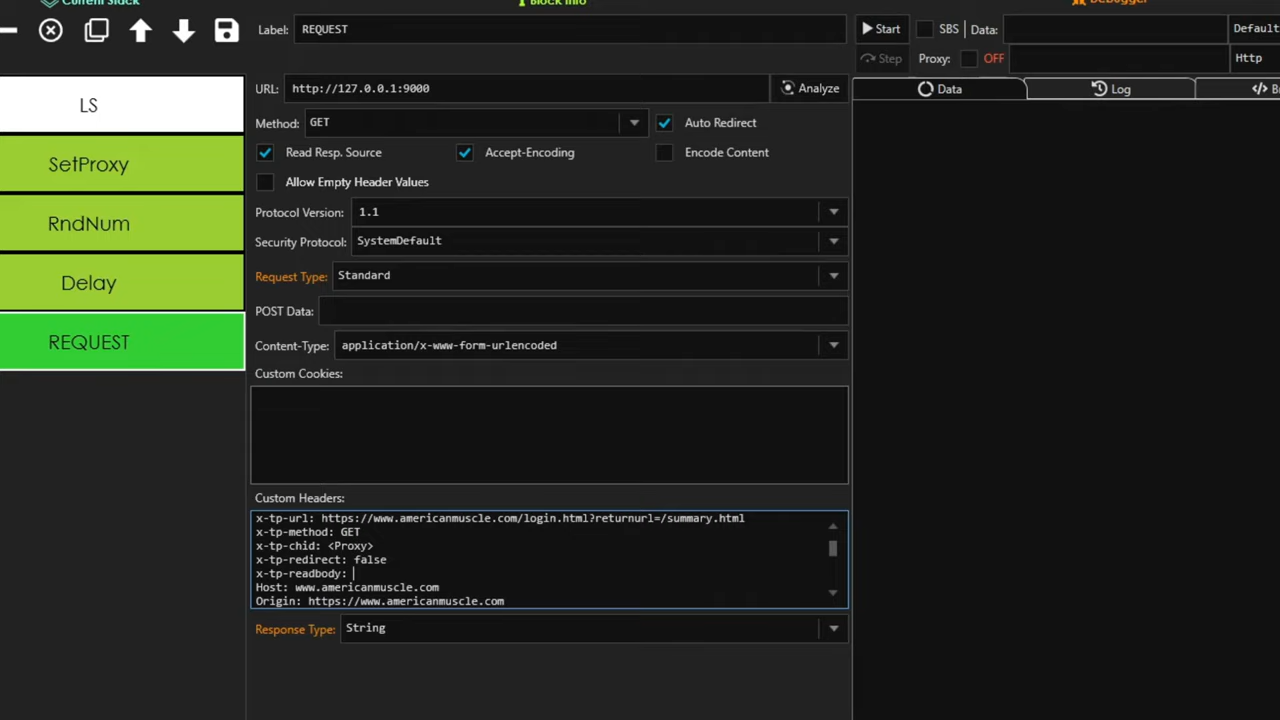 Current Stack
Block Info
Debugger
Label: REQUEST
Start SBS Data: Default
Step Proxy: OFF Http
LS
SetProxy
RndNum
Delay
REQUEST
URL: http://127.0.0.1:9000 Analyze
Data Log
Method: GET Auto Redirect
Read Resp. Source Accept-Encoding Encode Content
Allow Empty Header Values
Protocol Version: 1.1
Security Protocol: SystemDefault
Request Type: Standard
POST Data:
Content-Type: application/x-www-form-urlencoded
Custom Cookies:
Custom Headers:
x-tp-url: https://www.americanmuscle.com/login.html?returnurl=/summary.html
x-tp-method: GET
x-tp-chid: <Proxy>
x-tp-redirect: false
x-tp-readbody:
Host: www.americanmuscle.com
Origin: https://www.americanmuscle.com
Response Type: String